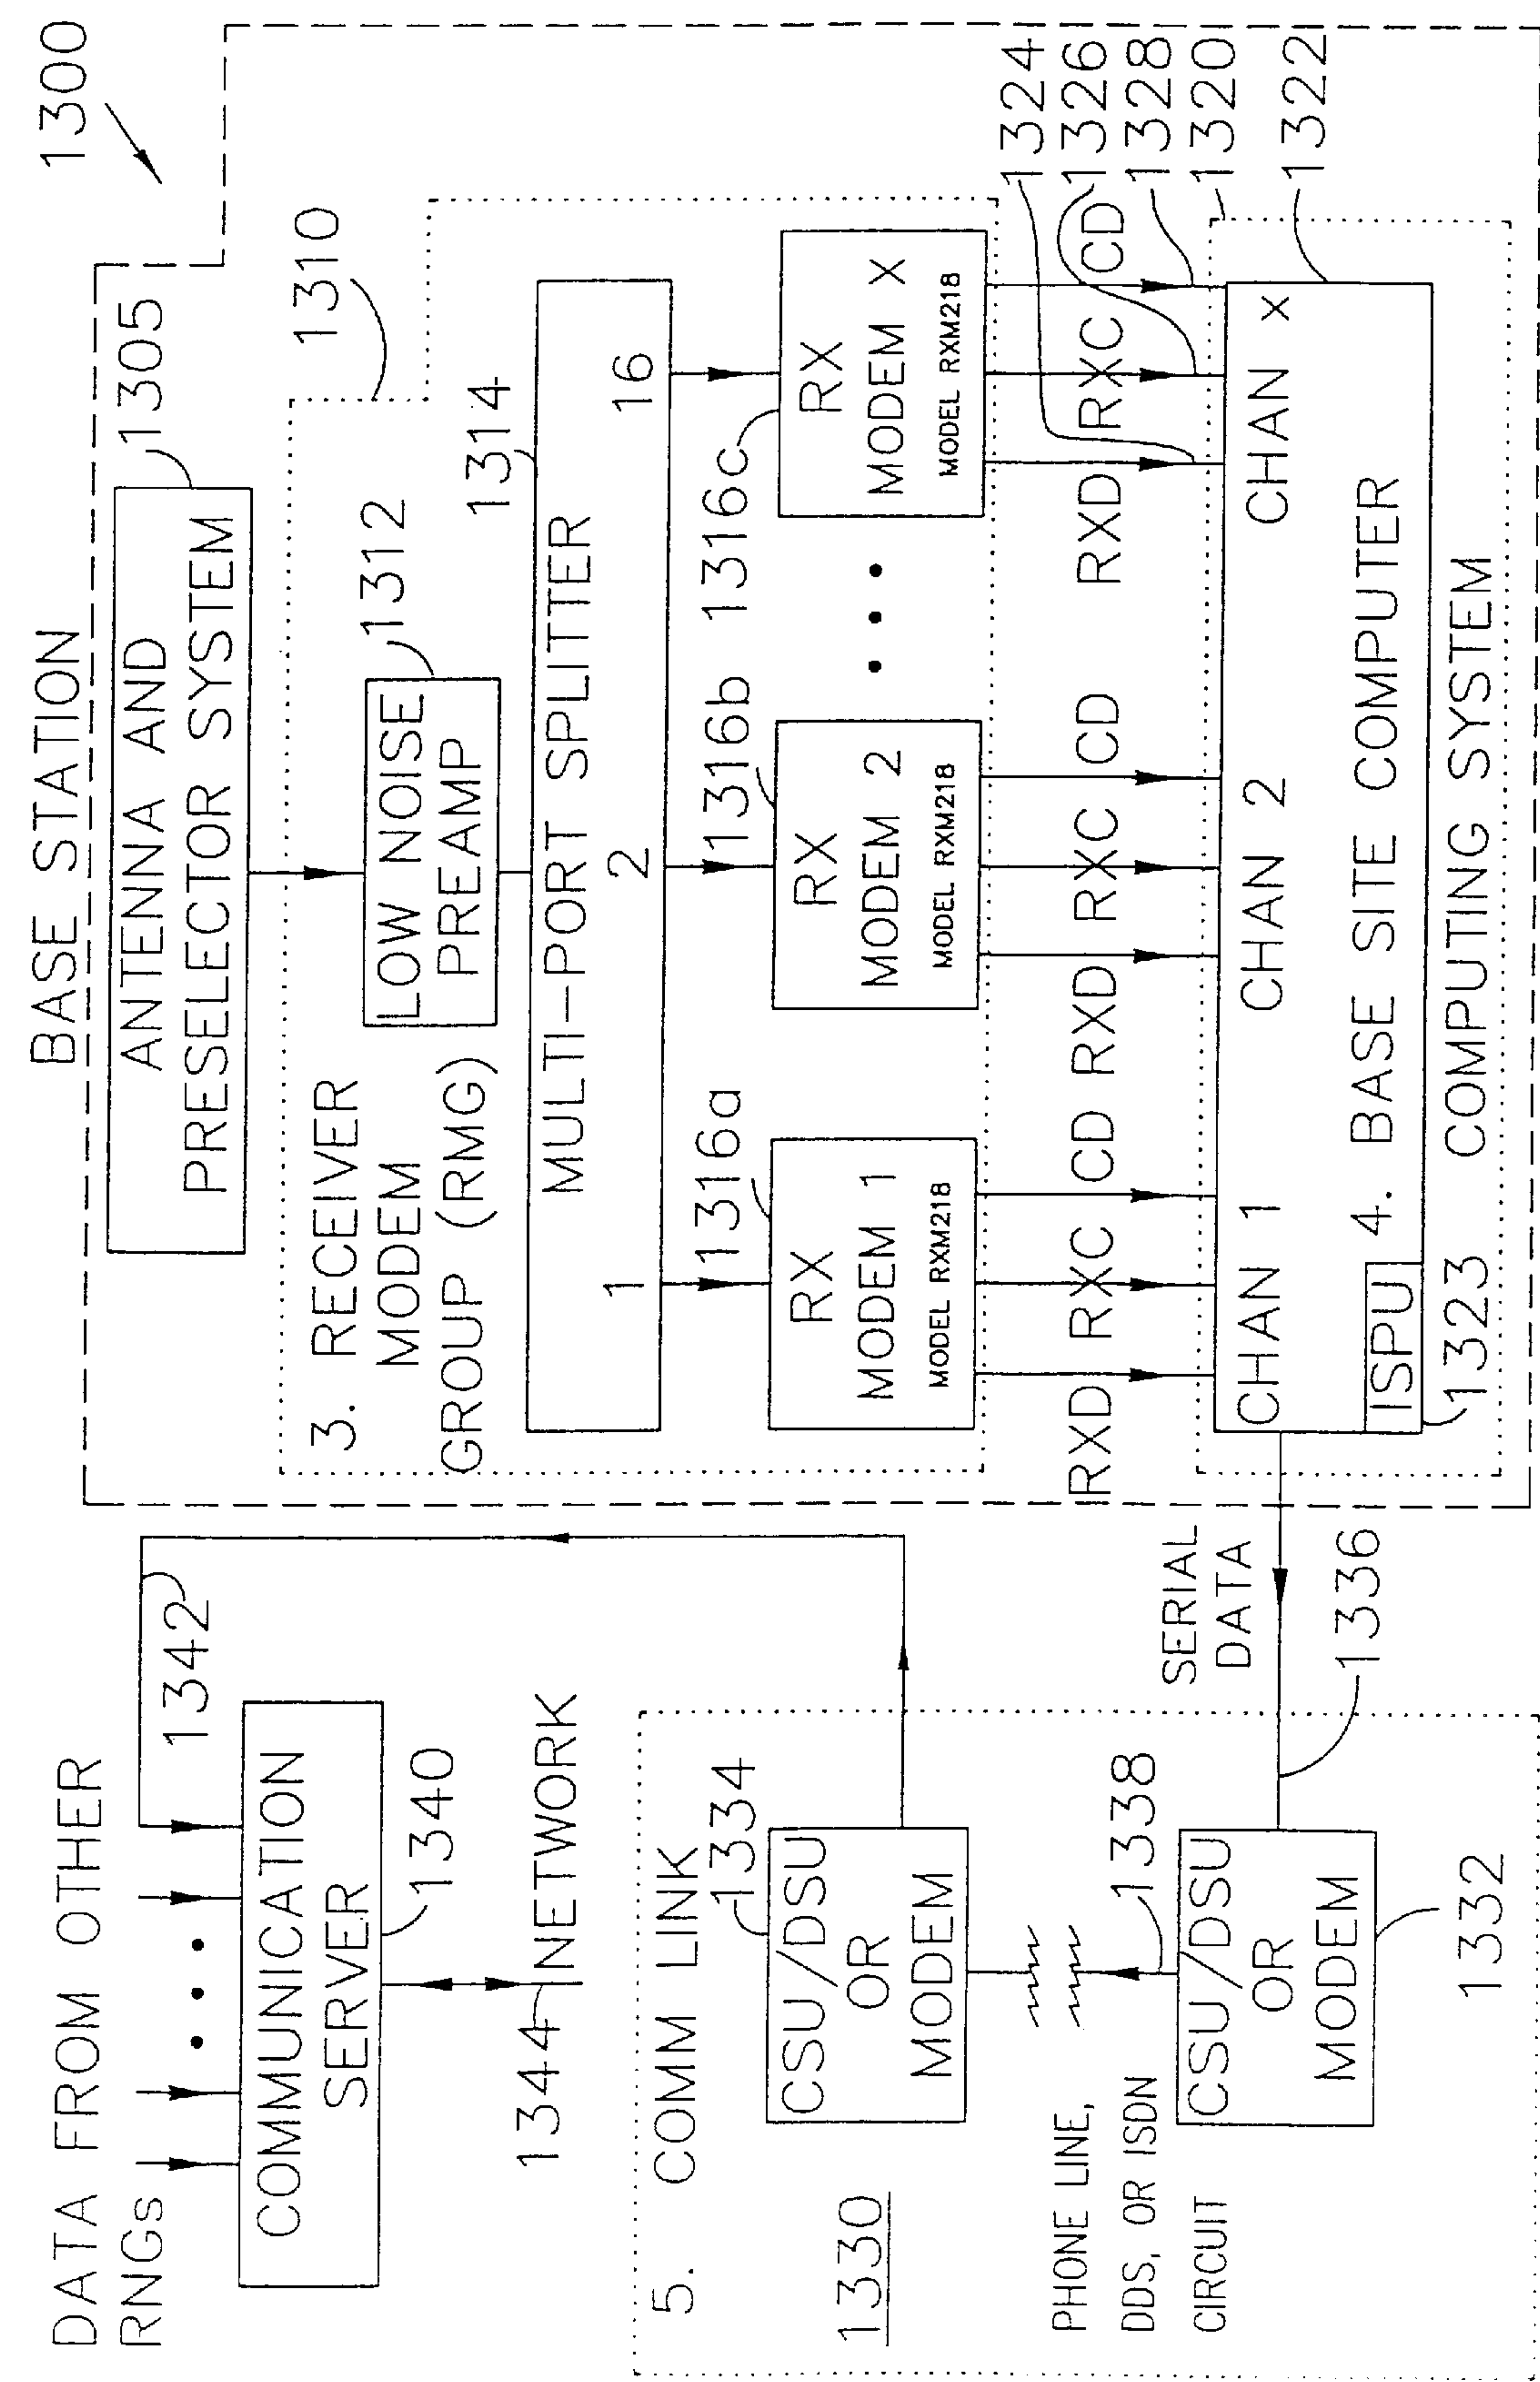 BASE STATION
1300
ANTENNA AND
PRESELECTOR SYSTEM
1305
1310
3. RECEIVER
MODEM
GROUP (RMG)
LOW NOISE
PREAMP
1312
1314
MULTI-PORT SPLITTER
1
2
16
1316a
1316b
1316c
RX
MODEM 1
MODEL RXM218
RX
MODEM 2
MODEL RXM218
RX
MODEM X
MODEL RXM218
RXD
RXC
CD
RXD
RXC
CD
RXD
RXC
CD
1324
1326
1328
1320
1322
CHAN 1
CHAN 2
CHAN X
4. BASE SITE COMPUTER
ISPU
1323
COMPUTING SYSTEM
DATA FROM OTHER
RNGs
1342
COMMUNICATION
SERVER
1340
1344
NETWORK
5. COMM LINK
1330
1334
CSU/DSU
OR
MODEM
PHONE LINE,
DDS, OR ISDN
CIRCUIT
1338
CSU/DSU
OR
MODEM
1332
SERIAL
DATA
1336